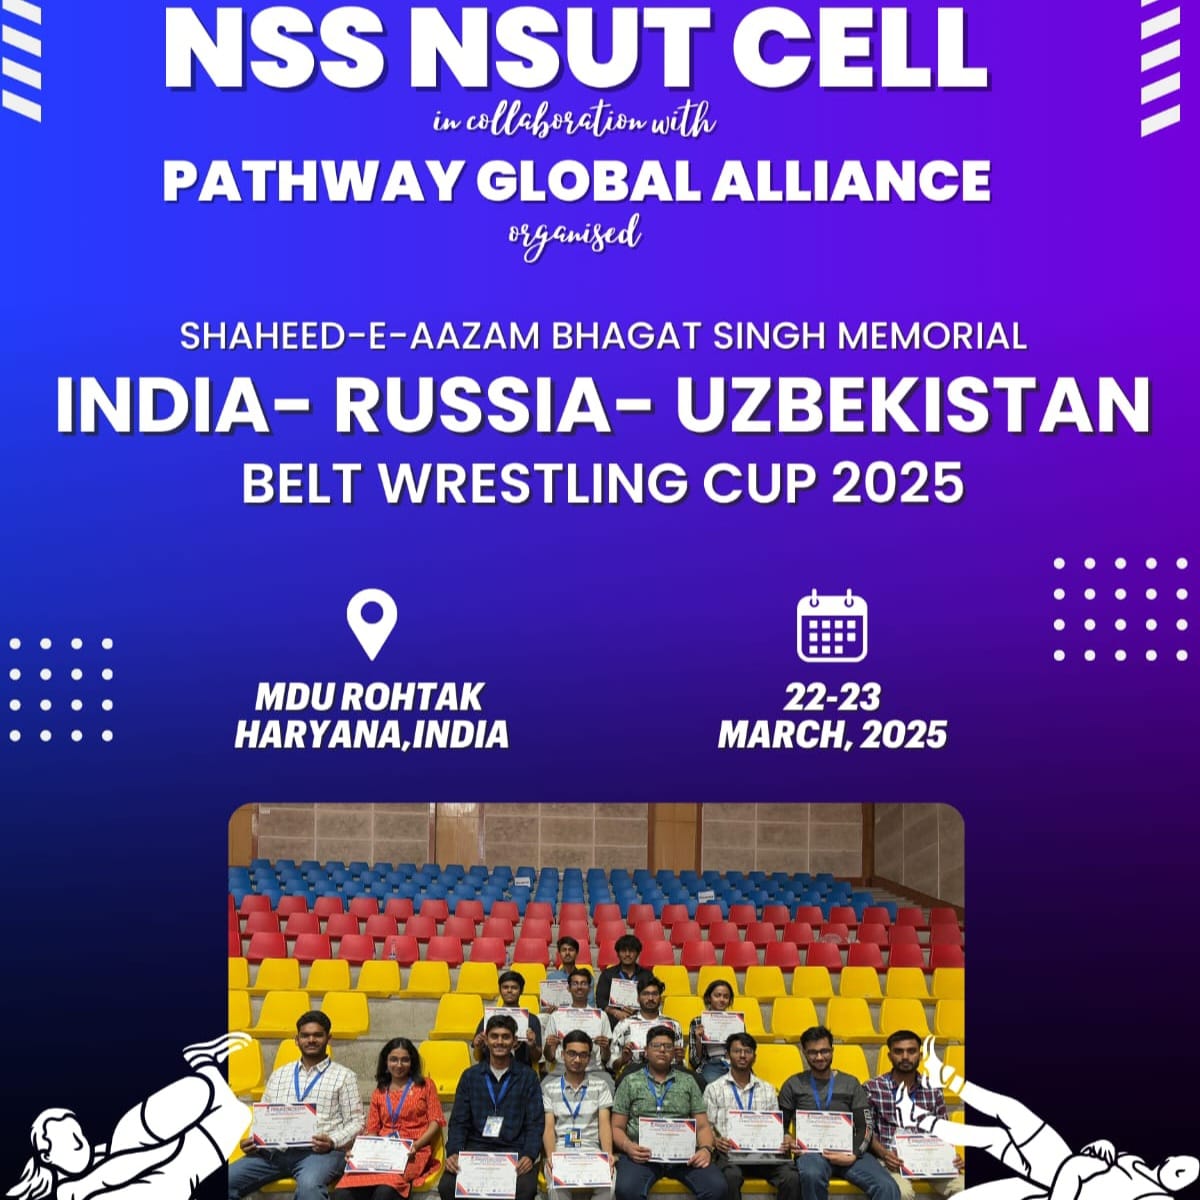 NSS NSUT CELL
in collaboration with
PATHWAY GLOBAL ALLIANCE
organised
SHAHEED-E-AAZAM BHAGAT SINGH MEMORIAL
INDIA- RUSSIA- UZBEKISTAN
BELT WRESTLING CUP 2025
MDU ROHTAK
HARYANA,INDIA
22-23
MARCH, 2025